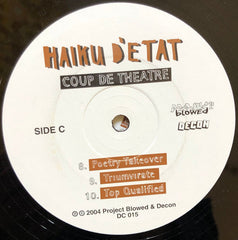 HAIKU D'ETAT
COUP DE THEATRE
blowed
DECON
SIDE C
8. Poetry Takeover
9. Triumvirate
10. Top Qualified
℗ © 2004 Project Blowed & Decon
DC 015